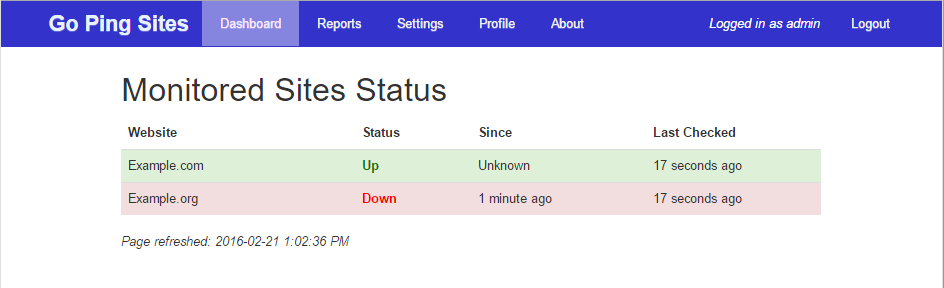 Go Ping Sites Dashboard Reports Settings Profile About Logged in as admin Logout
Monitored Sites Status
Website Status Since Last Checked
Example.com Up Unknown 17 seconds ago
Example.org Down 1 minute ago 17 seconds ago
Page refreshed: 2016-02-21 1:02:36 PM